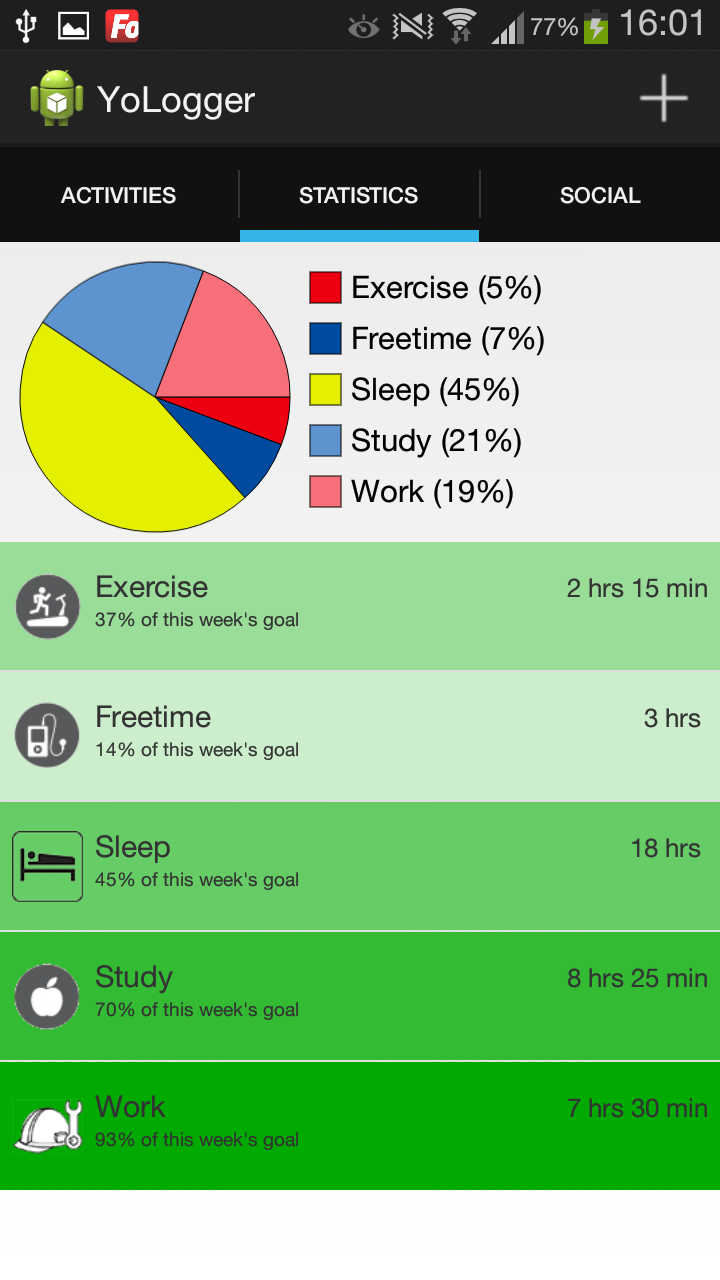 Fo
77% 16:01
YoLogger
ACTIVITIES STATISTICS SOCIAL
Exercise (5%)
Freetime (7%)
Sleep (45%)
Study (21%)
Work (19%)
Exercise 2 hrs 15 min
37% of this week's goal
Freetime 3 hrs
14% of this week's goal
Sleep 18 hrs
45% of this week's goal
Study 8 hrs 25 min
70% of this week's goal
Work 7 hrs 30 min
93% of this week's goal